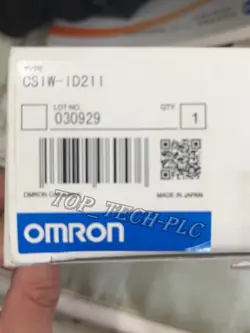 TYPE
CS1W-ID211
LOT NO. QTY
030929 1
MADE IN JAPAN
TOP_TECH-PLC
OMRON